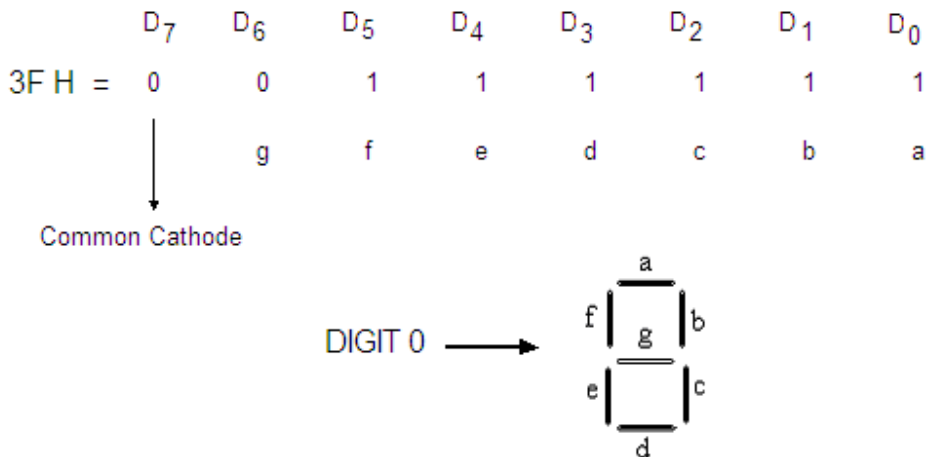 D7 D6 D5 D4 D3 D2 D1 D0
3F H = 0 0 1 1 1 1 1 1
g f e d c b a
Common Cathode
a
f b
g
DIGIT 0
e c
d